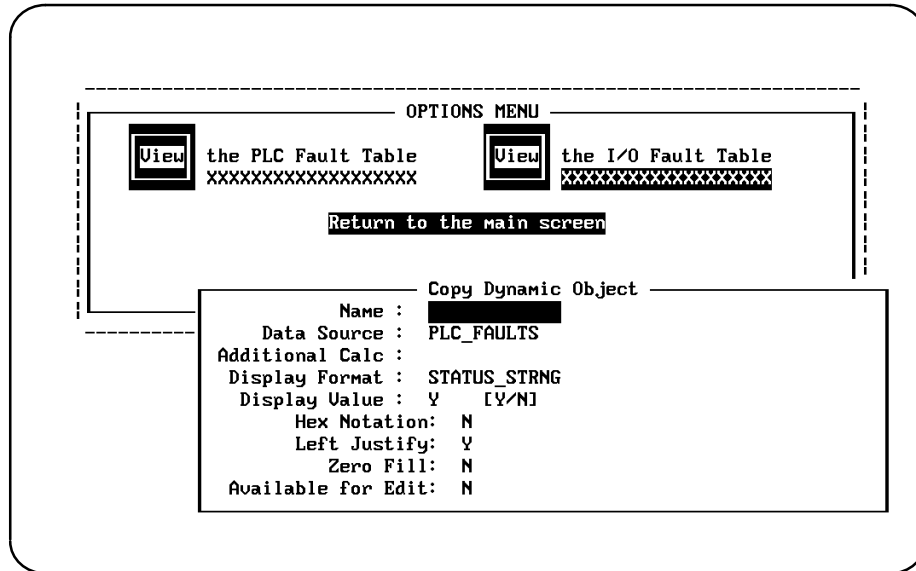 OPTIONS MENU
View the PLC Fault Table View the I/O Fault Table
XXXXXXXXXXXXXXXXXXX XXXXXXXXXXXXXXXXXXX
Return to the main screen
Copy Dynamic Object
Name :
Data Source : PLC_FAULTS
Additional Calc :
Display Format : STATUS_STRNG
Display Value : Y [Y/N]
Hex Notation: N
Left Justify: Y
Zero Fill: N
Available for Edit: N